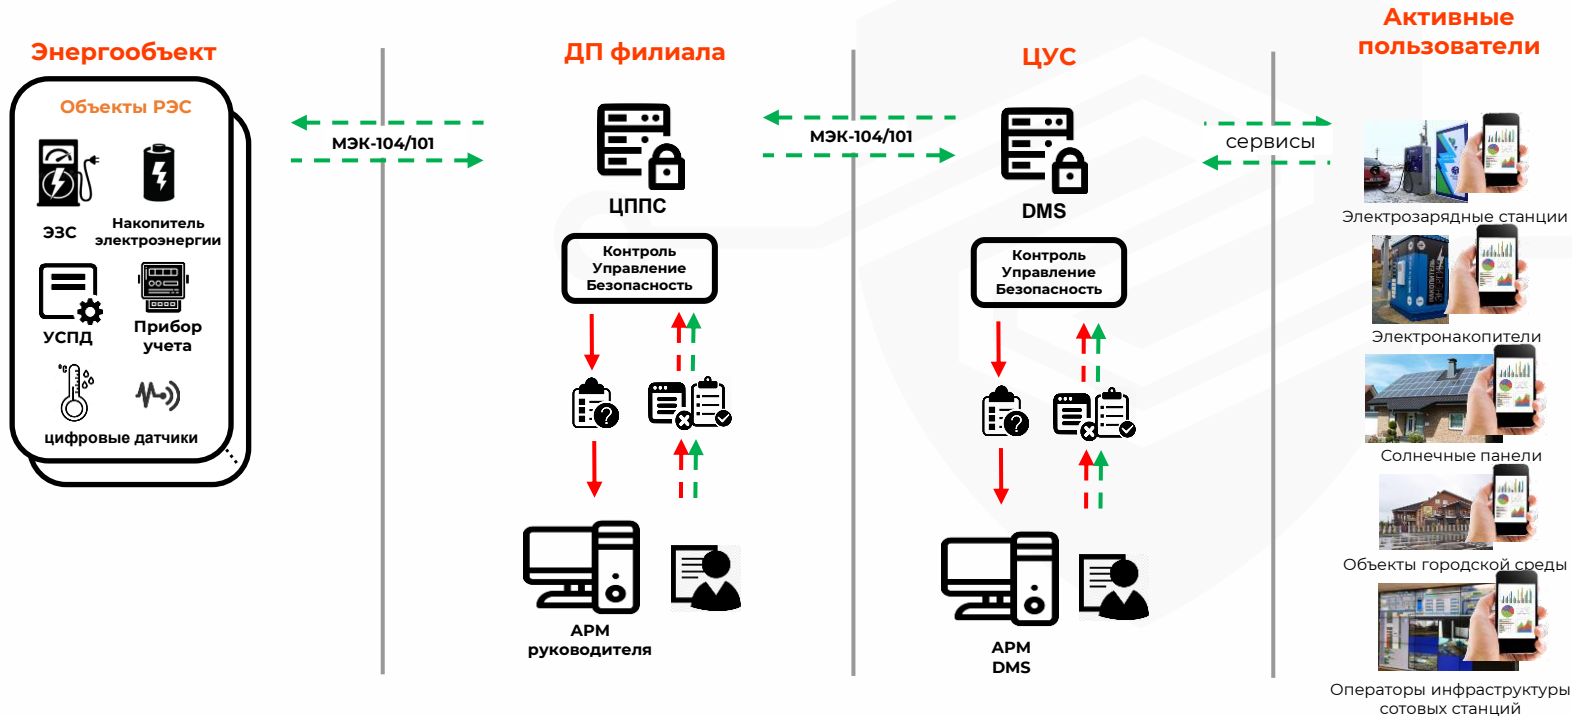 Энергообъект
Объекты РЭС
ЭЗС
Накопитель
электроэнергии
УСПД
Прибор
учета
°C
цифровые датчики
МЭК-104/101
ДП филиала
ЦППС
Контроль
Управление
Безопасность
?
АРМ
руководителя
МЭК-104/101
ЦУС
DMS
Контроль
Управление
Безопасность
?
АРМ
DMS
сервисы
Активные
пользователи
Электрозарядные станции
НАКОПИТЕЛЬ
ЭНЕРГИИ
Электронакопители
Солнечные панели
Объекты городской среды
Операторы инфраструктуры
сотовых станций